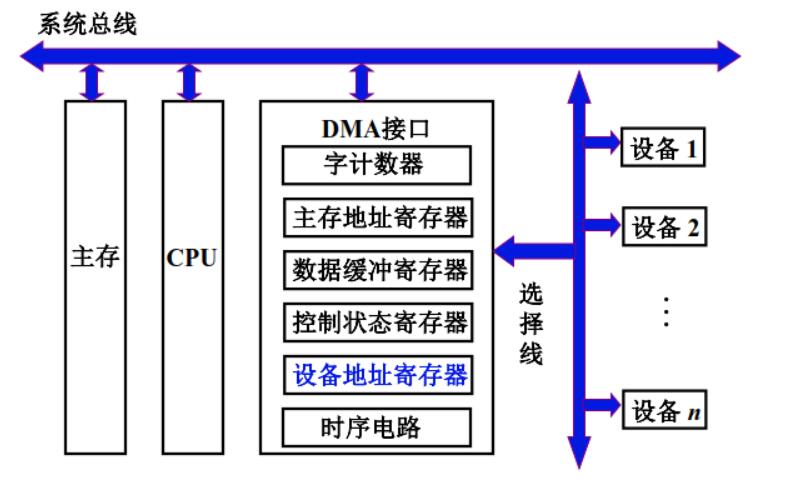 系统总线
主存
CPU
DMA接口
字计数器
主存地址寄存器
数据缓冲寄存器
控制状态寄存器
设备地址寄存器
时序电路
选择线
设备 1
设备 2
⋮
设备 n